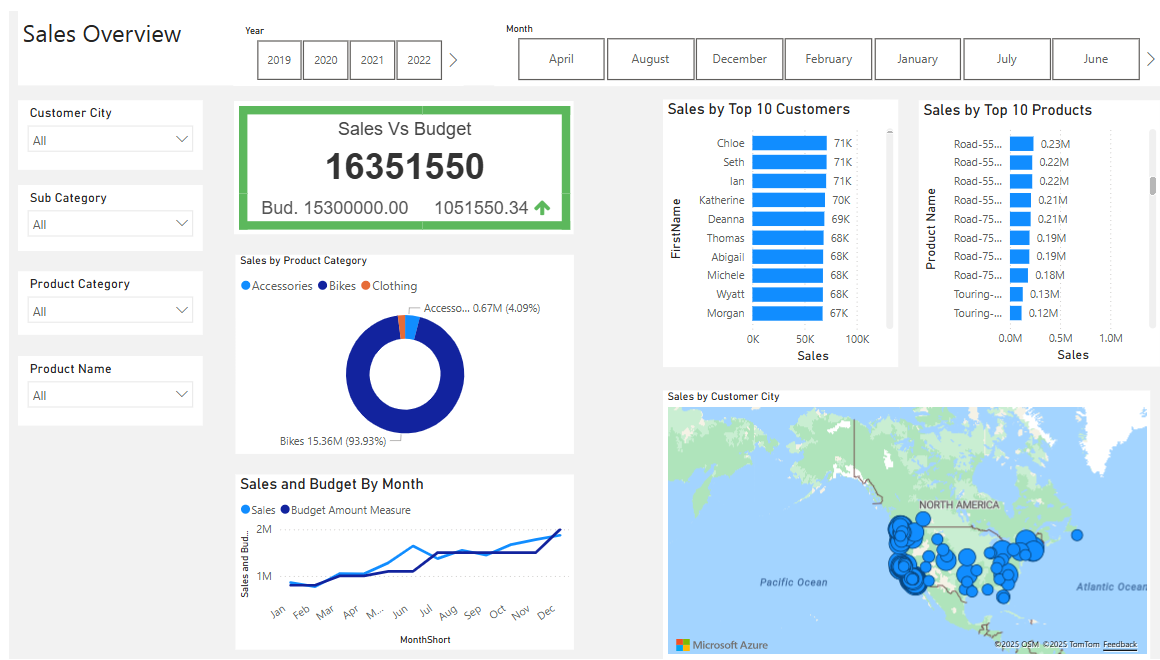 Sales Overview
Year
2019 2020 2021 2022
Month
April August December February January July June
Customer City
All
Sub Category
All
Product Category
All
Product Name
All
Sales Vs Budget
16351550
Bud. 15300000.00 1051550.34
Sales by Product Category
Accessories Bikes Clothing
Accesso... 0.67M (4.09%)
Bikes 15.36M (93.93%)
Sales and Budget By Month
Sales Budget Amount Measure
Sales and Bud...
2M
1M
Jan Feb Mar Apr M... Jun Jul Aug Sep Oct Nov Dec
MonthShort
Sales by Top 10 Customers
FirstName
Chloe 71K
Seth 71K
Ian 71K
Katherine 70K
Deanna 69K
Thomas 68K
Abigail 68K
Michele 68K
Wyatt 68K
Morgan 67K
0K 50K 100K
Sales
Sales by Top 10 Products
Product Name
Road-55... 0.23M
Road-55... 0.22M
Road-55... 0.22M
Road-55... 0.21M
Road-75... 0.21M
Road-75... 0.19M
Road-75... 0.19M
Road-75... 0.18M
Touring-... 0.13M
Touring-... 0.12M
0.0M 0.5M 1.0M
Sales
Sales by Customer City
NORTH AMERICA
Pacific Ocean
Atlantic Ocean
Microsoft Azure
©2025 OSM ©2025 TomTom Feedback